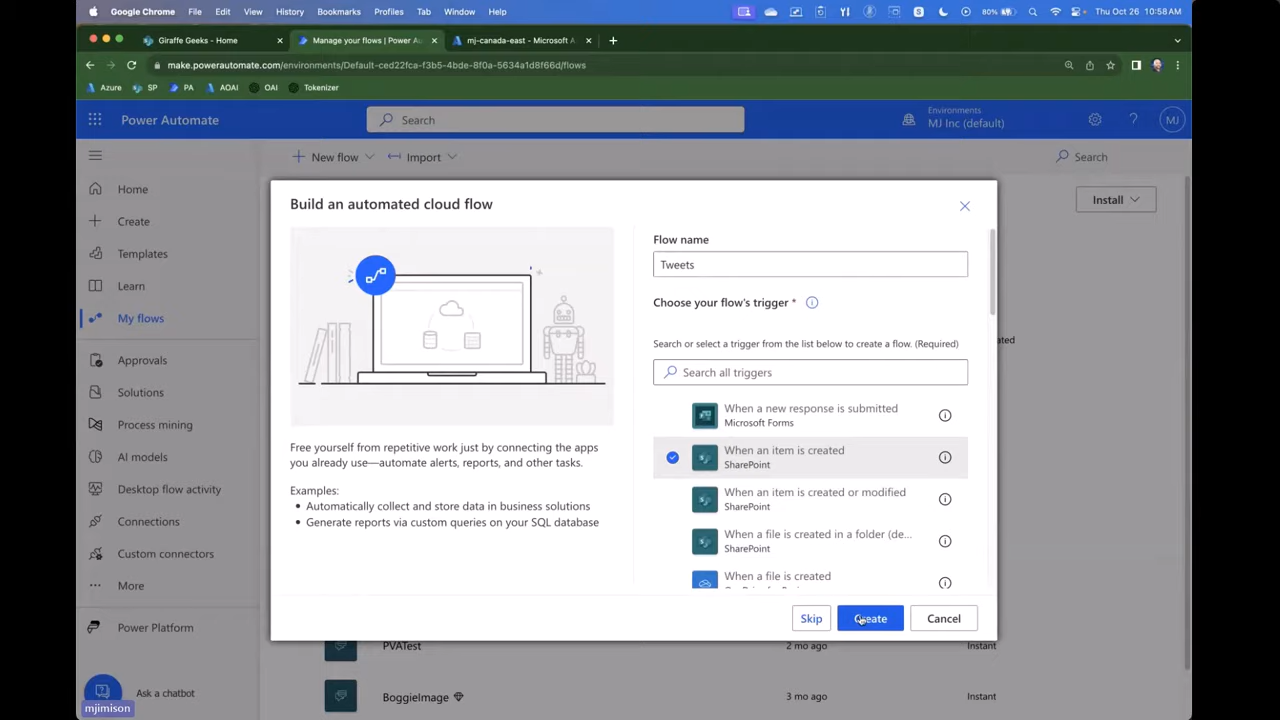 Google Chrome File Edit View History Bookmarks Profiles Tab Window Help 80% Thu Oct 26 10:58 AM
Giraffe Geeks - Home Manage your flows | Power Au mj-canada-east - Microsoft A
make.powerautomate.com/environments/Default-ced22fca-f3b5-4bde-8f0a-5634a1d8f66d/flows
Azure SP PA AOAI OAI Tokenizer
Power Automate
Search
Environments
MJ Inc (default)
?
MJ
New flow Import
Search
Install
Home
Create
Templates
Learn
My flows
Approvals
Solutions
Process mining
AI models
Desktop flow activity
Connections
Custom connectors
More
Power Platform
Ask a chatbot
mjimison
Build an automated cloud flow
Free yourself from repetitive work just by connecting the apps
you already use—automate alerts, reports, and other tasks.
Examples:
• Automatically collect and store data in business solutions
• Generate reports via custom queries on your SQL database
Flow name
Tweets
Choose your flow's trigger *
Search or select a trigger from the list below to create a flow. (Required)
Search all triggers
When a new response is submitted
Microsoft Forms
When an item is created
SharePoint
When an item is created or modified
SharePoint
When a file is created in a folder (de...
SharePoint
When a file is created
Skip
Create
Cancel
ated
PVATest 2 mo ago Instant
BoggieImage 3 mo ago Instant